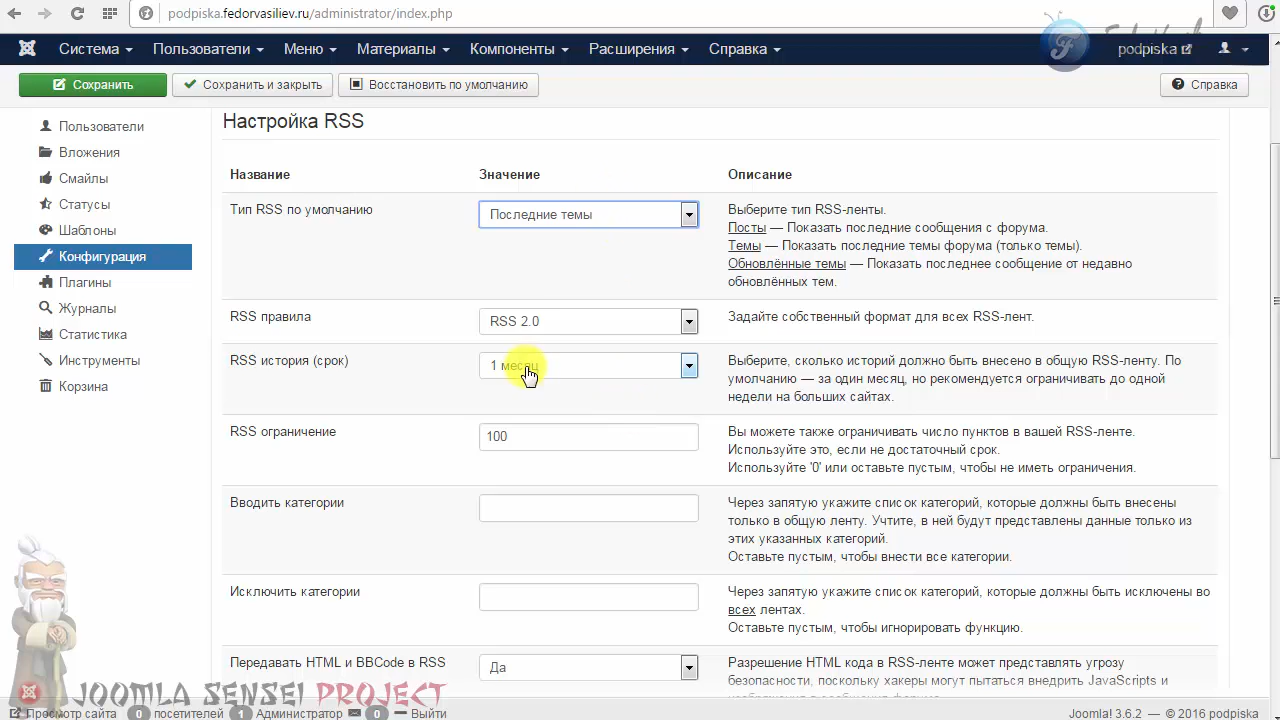 podpiska.fedorvasiliev.ru/administrator/index.php
Система Пользователи Меню Материалы Компоненты Расширения Справка podpiska
Сохранить Сохранить и закрыть Восстановить по умолчанию Справка
Пользователи
Вложения
Смайлы
Статусы
Шаблоны
Конфигурация
Плагины
Журналы
Статистика
Инструменты
Корзина
Настройка RSS
Название Значение Описание
Тип RSS по умолчанию Последние темы Выберите тип RSS-ленты.
Посты — Показать последние сообщения с форума.
Темы — Показать последние темы форума (только темы).
Обновлённые темы — Показать последнее сообщение от недавно
обновлённых тем.
RSS правила RSS 2.0 Задайте собственный формат для всех RSS-лент.
RSS история (срок) 1 месяц Выберите, сколько историй должно быть внесено в общую RSS-ленту. По
умолчанию — за один месяц, но рекомендуется ограничивать до одной
недели на больших сайтах.
RSS ограничение 100 Вы можете также ограничивать число пунктов в вашей RSS-ленте.
Используйте это, если не достаточный срок.
Используйте '0' или оставьте пустым, чтобы не иметь ограничения.
Вводить категории Через запятую укажите список категорий, которые должны быть внесены
только в общую ленту. Учтите, в ней будут представлены данные только из
этих указанных категорий.
Оставьте пустым, чтобы внести все категории.
Исключить категории Через запятую укажите список категорий, которые должны быть исключены во
всех лентах.
Оставьте пустым, чтобы игнорировать функцию.
Передавать HTML и BBCode в RSS Да Разрешение HTML кода в RSS-ленте может представлять угрозу
безопасности, поскольку хакеры могут пытаться внедрить JavaScripts и
JOOMLA SENSEI PROJECT
Просмотр сайта 0 посетителей 1 Администратор 0 Выйти Joomla! 3.6.2 — © 2016 podpiska